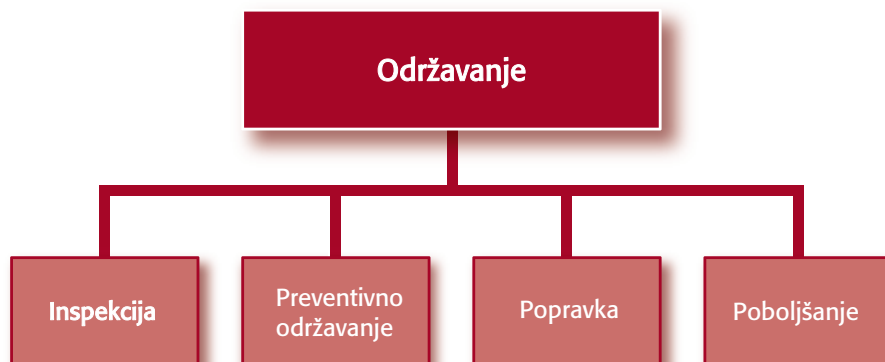 Održavanje
Inspekcija
Preventivno
održavanje
Popravka
Poboljšanje